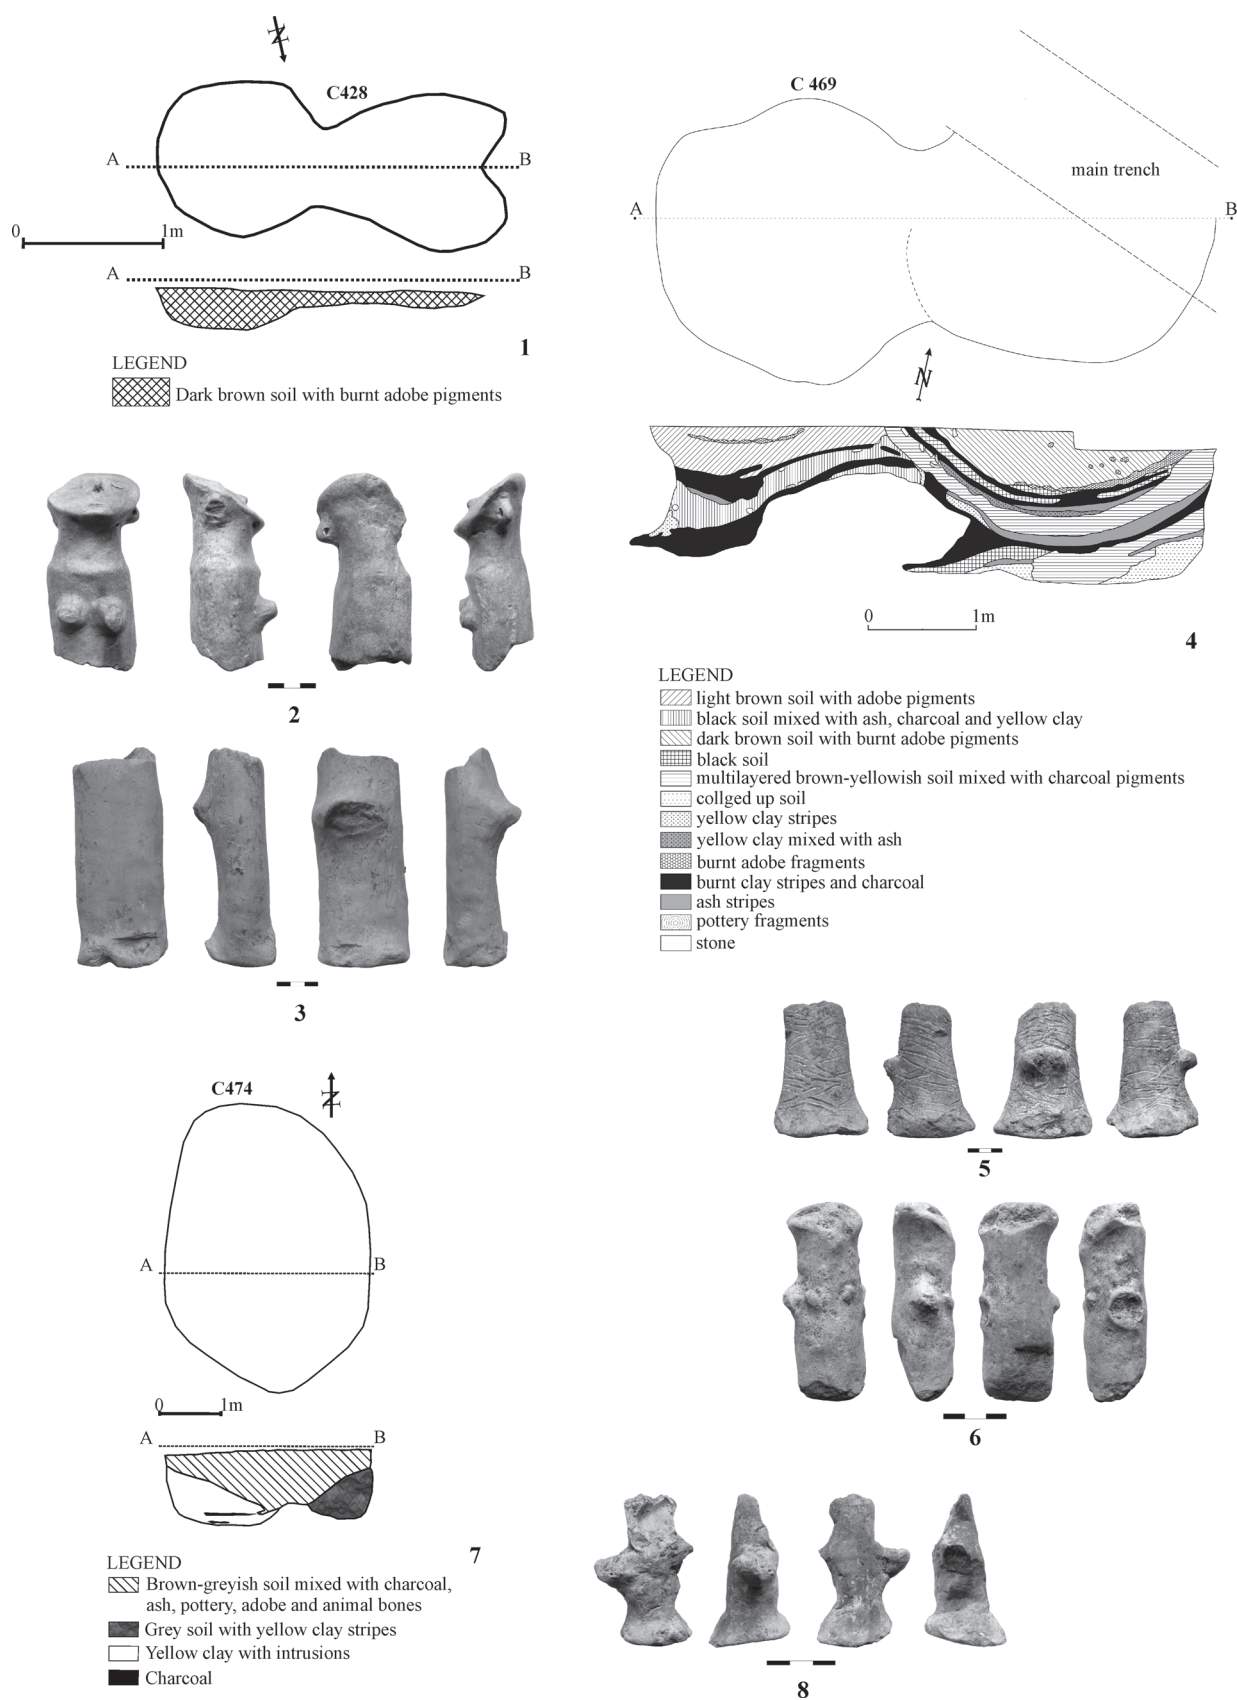 N
C428
A B
0 1m
A B
1
LEGEND
Dark brown soil with burnt adobe pigments
2
3
C 469
main trench
A B
N
0 1m
4
LEGEND
light brown soil with adobe pigments
black soil mixed with ash, charcoal and yellow clay
dark brown soil with burnt adobe pigments
black soil
multilayered brown-yellowish soil mixed with charcoal pigments
collged up soil
yellow clay stripes
yellow clay mixed with ash
burnt adobe fragments
burnt clay stripes and charcoal
ash stripes
pottery fragments
stone
5
6
C474
N
A B
0 1m
A B
7
LEGEND
Brown-greyish soil mixed with charcoal,
ash, pottery, adobe and animal bones
Grey soil with yellow clay stripes
Yellow clay with intrusions
Charcoal
8